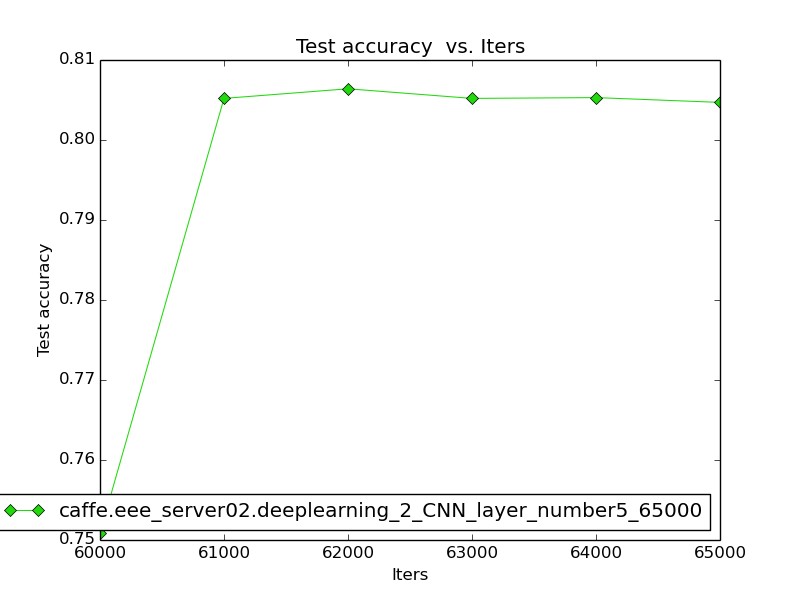 Test accuracy  vs. Iters
0.81
0.80
0.79
0.78
0.77
0.76
0.75
Test accuracy
caffe.eee_server02.deeplearning_2_CNN_layer_number5_65000
60000 61000 62000 63000 64000 65000
Iters